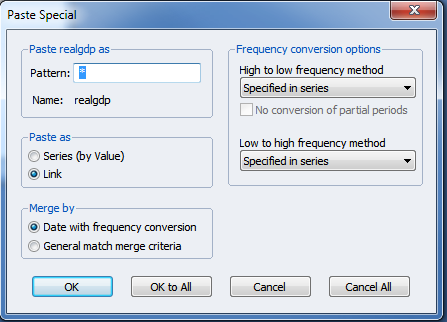 Paste Special
Paste realgdp as
Pattern: *
Name: realgdp
Paste as
Series (by Value)
Link
Merge by
Date with frequency conversion
General match merge criteria
Frequency conversion options
High to low frequency method
Specified in series
No conversion of partial periods
Low to high frequency method
Specified in series
OK
OK to All
Cancel
Cancel All